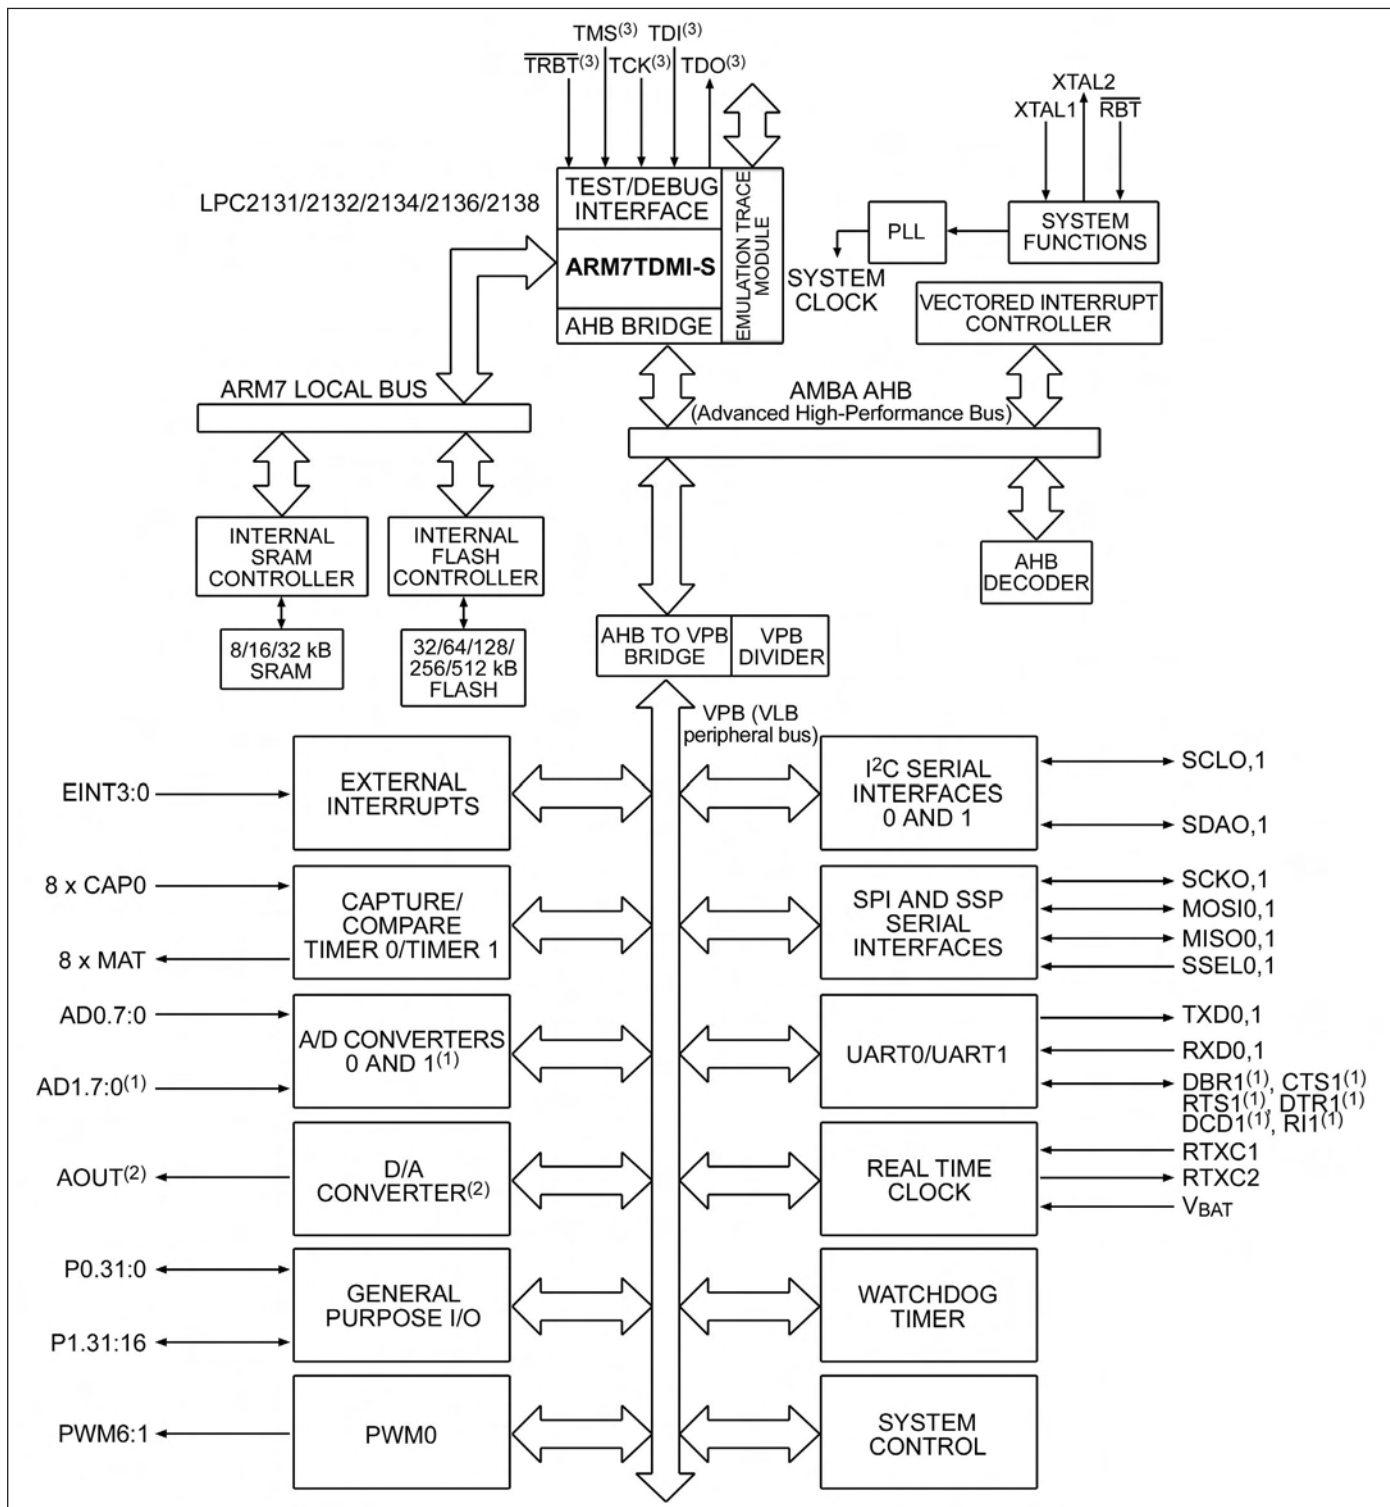 TMS(3) TDI(3)
TRBT(3) TCK(3) TDO(3)
XTAL2
XTAL1 RBT
LPC2131/2132/2134/2136/2138
TEST/DEBUG
INTERFACE
ARM7TDMI-S
AHB BRIDGE
EMULATION TRACE
MODULE
PLL
SYSTEM
FUNCTIONS
SYSTEM
CLOCK
VECTORED INTERRUPT
CONTROLLER
ARM7 LOCAL BUS
AMBA AHB
(Advanced High-Performance Bus)
INTERNAL
SRAM
CONTROLLER
INTERNAL
FLASH
CONTROLLER
AHB
DECODER
8/16/32 kB
SRAM
32/64/128/
256/512 kB
FLASH
AHB TO VPB
BRIDGE
VPB
DIVIDER
VPB (VLB
peripheral bus)
EINT3:0
EXTERNAL
INTERRUPTS
I2C SERIAL
INTERFACES
0 AND 1
SCLO,1
SDAO,1
8 x CAP0
8 x MAT
CAPTURE/
COMPARE
TIMER 0/TIMER 1
SPI AND SSP
SERIAL
INTERFACES
SCKO,1
MOSI0,1
MISO0,1
SSEL0,1
AD0.7:0
AD1.7:0(1)
A/D CONVERTERS
0 AND 1(1)
UART0/UART1
TXD0,1
RXD0,1
DBR1(1), CTS1(1)
RTS1(1), DTR1(1)
DCD1(1), RI1(1)
AOUT(2)
D/A
CONVERTER(2)
REAL TIME
CLOCK
RTXC1
RTXC2
VBAT
P0.31:0
P1.31:16
GENERAL
PURPOSE I/O
WATCHDOG
TIMER
PWM6:1
PWM0
SYSTEM
CONTROL